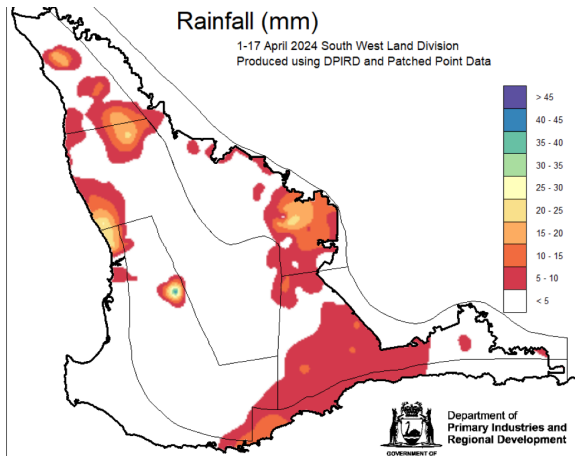 Rainfall (mm)
1-17 April 2024 South West Land Division
Produced using DPIRD and Patched Point Data
> 45
40 - 45
35 - 40
30 - 35
25 - 30
20 - 25
15 - 20
10 - 15
5 - 10
< 5
Department of
Primary Industries and
Regional Development
GOVERNMENT OF